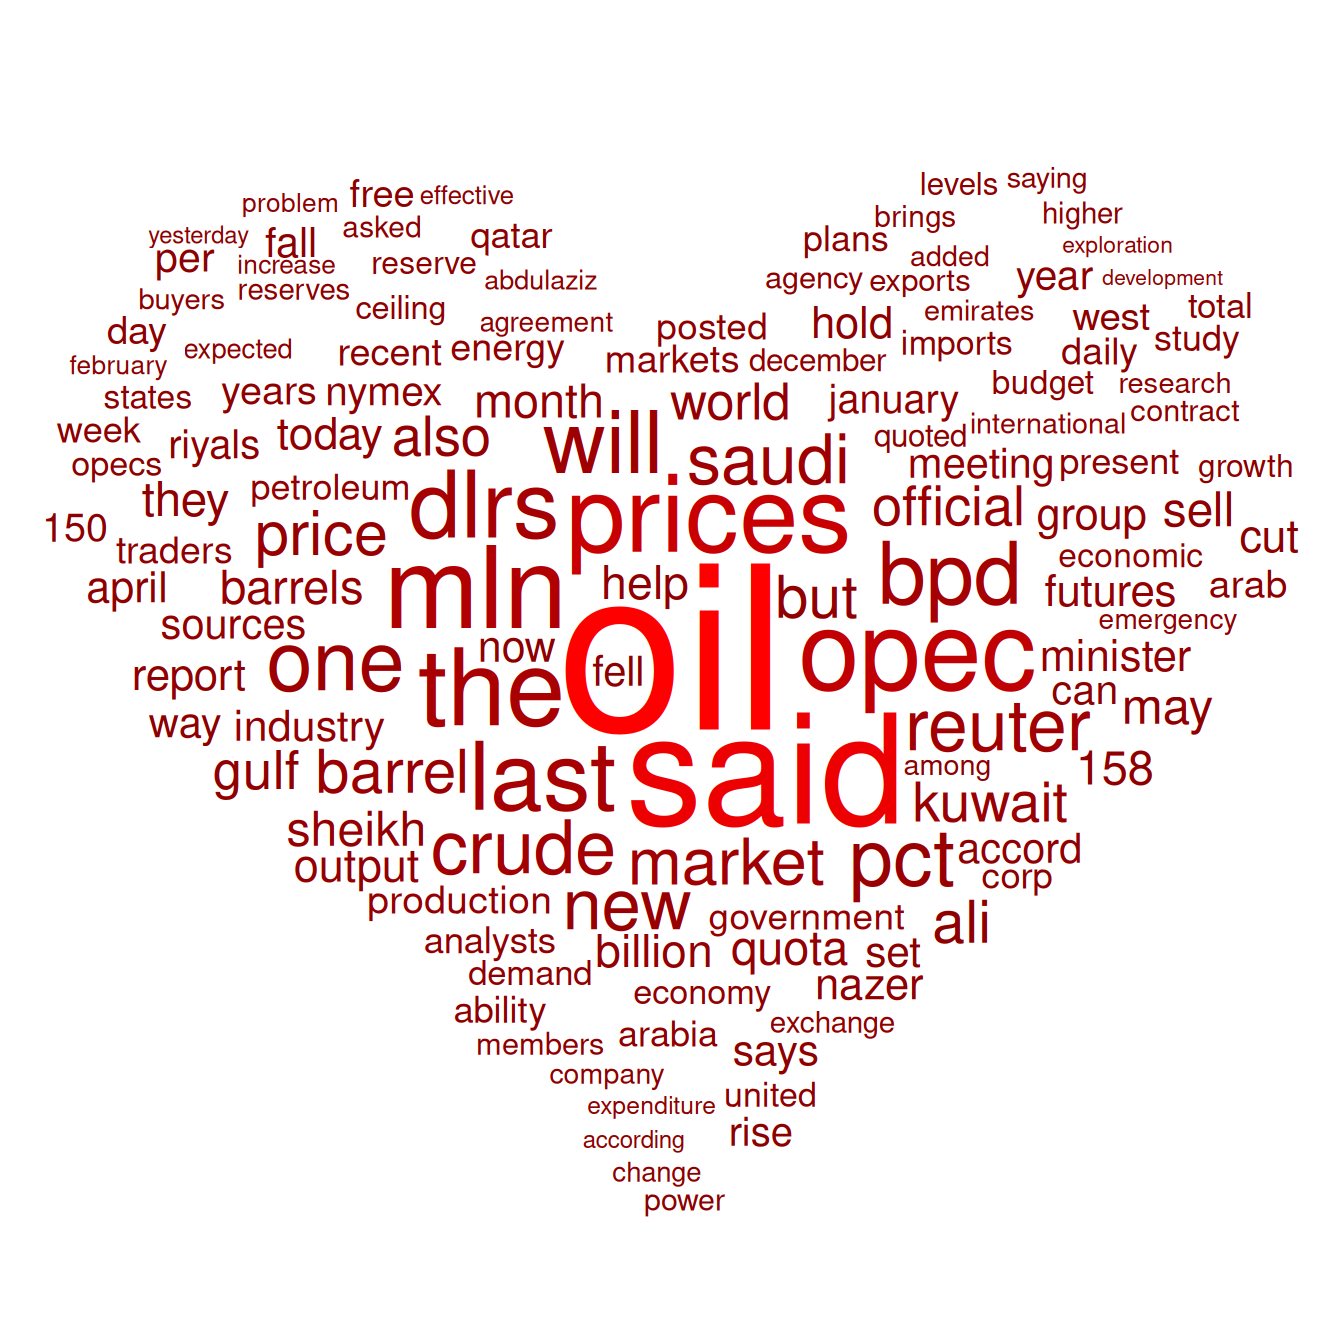 levels saying
problem free effective
brings higher
yesterday fall asked qatar
plans added exploration
per increase reserve
agency exports year development
buyers reserves ceiling abdulaziz
emirates west total
day agreement posted hold
february expected recent energy
markets december imports daily study
states years nymex month world january
budget research
week riyals today also will saudi
quoted international contract
opecs petroleum dlrs prices
meeting present growth
150 they price official group sell cut
traders mln help but bpd
economic futures arab
april barrels
sources now oil opec emergency
report one the fell minister
can may
way industry last said reuter
gulf barrel among 158
sheikh crude market kuwait
output pct accord
corp
production new government ali
analysts billion quota set
demand economy nazer
ability arabia exchange
members says
company
expenditure united
according rise
change
power